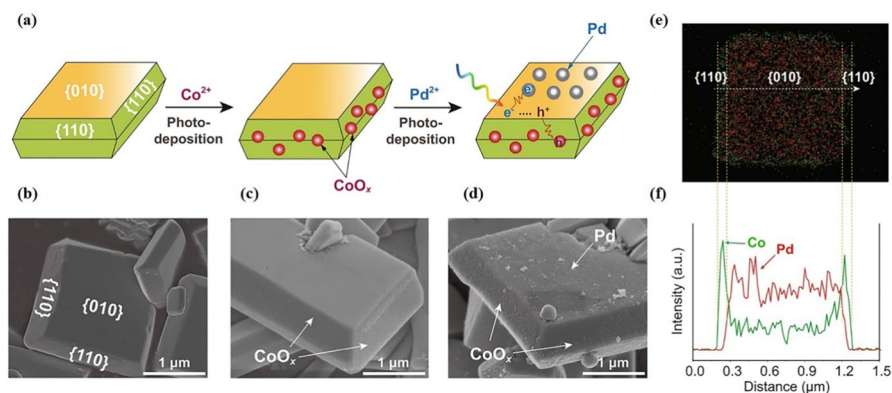 (a)
{010}
{110}
{110}
Co²⁺
Photo-
deposition
CoOₓ
Pd²⁺
Photo-
deposition
Pd
e⁻
e⁻ .... h⁺
h⁺
(b)
{110}
{010}
{110}
1 μm
(c)
CoOₓ
1 μm
(d)
Pd
CoOₓ
1 μm
(e)
{110} {010} {110}
(f)
Co
Pd
Intensity (a.u.)
0.0 0.3 0.6 0.9 1.2 1.5
Distance (μm)